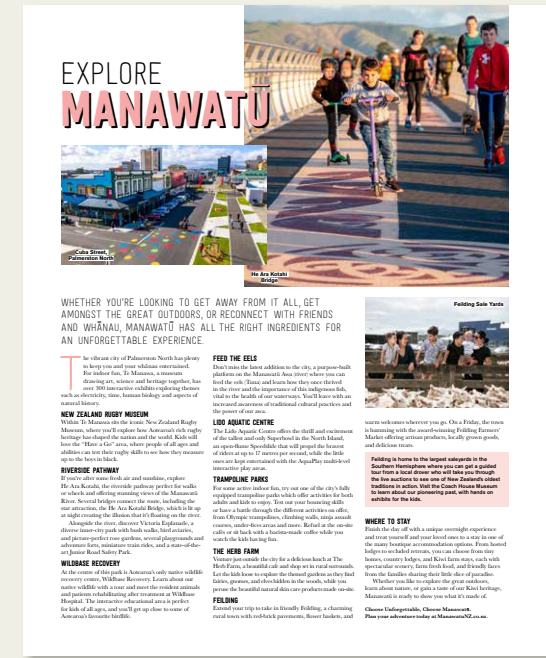 EXPLORE
MANAWATŪ
Cuba Street,
Palmerston North
He Ara Kotahi
Bridge
WHETHER YOU'RE LOOKING TO GET AWAY FROM IT ALL, GET
AMONGST THE GREAT OUTDOORS, OR RECONNECT WITH FRIENDS
AND WHĀNAU, MANAWATŪ HAS ALL THE RIGHT INGREDIENTS FOR
AN UNFORGETTABLE EXPERIENCE.
Feilding Sale Yards
The vibrant city of Palmerston North has plenty
to keep you and your whānau entertained.
For indoor fun, Te Manawa, a museum
drawing art, science and heritage together, has
over 300 interactive exhibits exploring themes
such as electricity, time, human biology and aspects of
natural history.
NEW ZEALAND RUGBY MUSEUM
Within Te Manawa sits the iconic New Zealand Rugby
Museum, where you'll explore how Aotearoa's rich rugby
heritage has shaped the nation and the world. Kids will
love the "Have a Go" area, where people of all ages and
abilities can test their rugby skills to see how they measure
up to the boys in black.
RIVERSIDE PATHWAY
If you're after some fresh air and sunshine, explore
He Ara Kotahi, the riverside pathway perfect for walks
or wheels and offering stunning views of the Manawatū
River. Several bridges connect the route, including the
star attraction, the He Ara Kotahi Bridge, which is lit up
at night creating the illusion that it's floating on the river.
Alongside the river, discover Victoria Esplanade, a
diverse inner-city park with bush walks, bird aviaries,
and picture-perfect rose gardens, several playgrounds and
adventure forts, miniature train rides, and a state-of-the-
art Junior Road Safety Park.
WILDBASE RECOVERY
At the centre of this park is Aotearoa's only native wildlife
recovery centre, Wildbase Recovery. Learn about our
native wildlife with a tour and meet the resident animals
and patients rehabilitating after treatment at Wildbase
Hospital. The interactive educational area is perfect
for kids of all ages, and you'll get up close to some of
Aotearoa's favourite birdlife.
FEED THE EELS
Don't miss the latest addition to the city, a purpose-built
platform on the Manawatū Awa (river) where you can
feed the eels (Tuna) and learn how they once thrived
in the river and the importance of this indigenous fish,
vital to the health of our waterways. You'll leave with an
increased awareness of traditional cultural practices and
the power of our awa.
LIDO AQUATIC CENTRE
The Lido Aquatic Centre offers the thrill and excitement
of the tallest and only Superbowl in the North Island,
an open-flume Speedslide that will propel the bravest
of riders at up to 17 metres per second, while the little
ones are kept entertained with the AquaPlay multi-level
interactive play areas.
TRAMPOLINE PARKS
For some active indoor fun, try out one of the city's fully
equipped trampoline parks which offer activities for both
adults and kids to enjoy. Test out your bouncing skills
or have a battle through the different activities on offer,
from Olympic trampolines, climbing walls, ninja assault
courses, under-fives areas and more. Refuel at the on-site
cafes or sit back with a barista-made coffee while you
watch the kids having fun.
THE HERB FARM
Venture just outside the city for a delicious lunch at The
Herb Farm, a beautiful cafe and shop set in rural surrounds.
Let the kids loose to explore the themed gardens as they find
fairies, gnomes, and elves hidden in the woods, while you
peruse the beautiful natural skin care products made on-site.
FEILDING
Extend your trip to take in friendly Feilding, a charming
rural town with red-brick pavements, flower baskets, and
warm welcomes wherever you go. On a Friday, the town
is humming with the award-winning Feilding Farmers'
Market offering artisan products, locally grown goods,
and delicious treats.
Feilding is home to the largest saleyards in the
Southern Hemisphere where you can get a guided
tour from a local drover who will take you through
the live auctions to see one of New Zealand's oldest
traditions in action. Visit the Coach House Museum
to learn about our pioneering past, with hands on
exhibits for the kids.
WHERE TO STAY
Finish the day off with a unique overnight experience
and treat yourself and your loved ones to a stay in one of
the many boutique accommodation options. From hosted
lodges to secluded retreats, you can choose from tiny
homes, country lodges, and Kiwi farm stays, each with
spectacular scenery, farm fresh food, and friendly faces
from the families sharing their little slice of paradise.
Whether you like to explore the great outdoors,
learn about nature, or gain a taste of our Kiwi heritage,
Manawatū is ready to show you what it's made of.
Choose Unforgettable, Choose Manawatū.
Plan your adventure today at ManawatuNZ.co.nz.